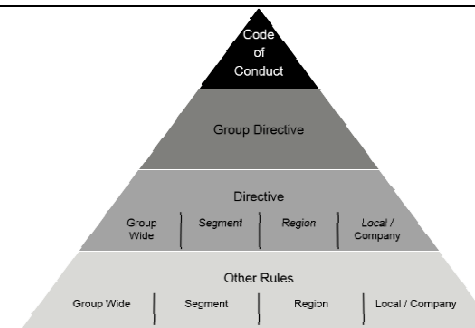 Code
of
Conduct
Group Directive
Directive
Group Wide Segment Region Local / Company
Other Rules
Group Wide Segment Region Local / Company